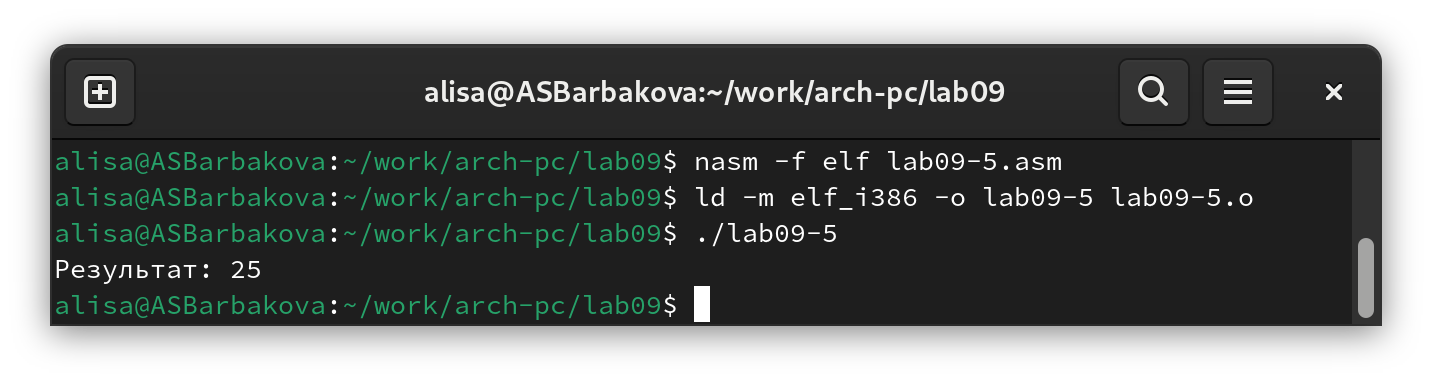 alisa@ASBarbakova:~/work/arch-pc/lab09
alisa@ASBarbakova:~/work/arch-pc/lab09$ nasm -f elf lab09-5.asm
alisa@ASBarbakova:~/work/arch-pc/lab09$ ld -m elf_i386 -o lab09-5 lab09-5.o
alisa@ASBarbakova:~/work/arch-pc/lab09$ ./lab09-5
Результат: 25
alisa@ASBarbakova:~/work/arch-pc/lab09$